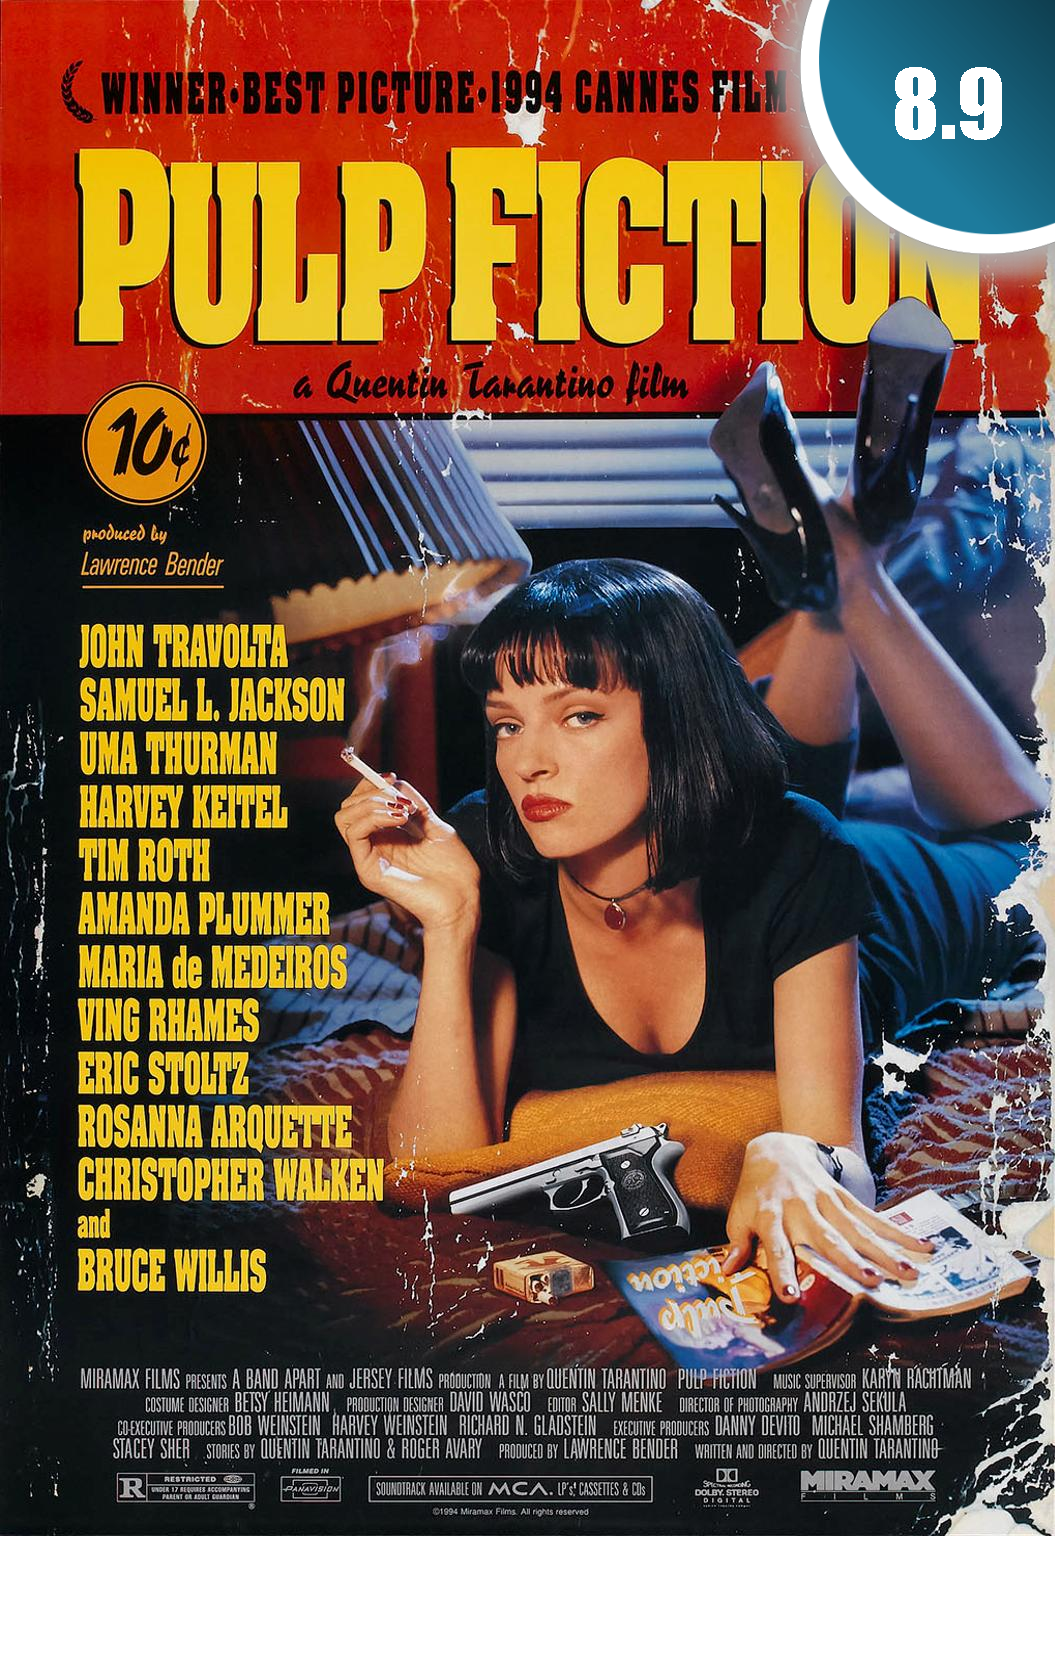 WINNER•BEST PICTURE•1994 CANNES FILM
8.9
PULP FICTION
a Quentin Tarantino film
10¢
produced by
Lawrence Bender
JOHN TRAVOLTA
SAMUEL L. JACKSON
UMA THURMAN
HARVEY KEITEL
TIM ROTH
AMANDA PLUMMER
MARIA de MEDEIROS
VING RHAMES
ERIC STOLTZ
ROSANNA ARQUETTE
CHRISTOPHER WALKEN
and
BRUCE WILLIS
Pulp
Fiction
MIRAMAX FILMS PRESENTS A BAND APART AND JERSEY FILMS PRODUCTION A FILM BY QUENTIN TARANTINO PULP FICTION MUSIC SUPERVISOR KARYN RACHTMAN
COSTUME DESIGNER BETSY HEIMANN PRODUCTION DESIGNER DAVID WASCO EDITOR SALLY MENKE DIRECTOR OF PHOTOGRAPHY ANDRZEJ SEKULA
CO-EXECUTIVE PRODUCERS BOB WEINSTEIN HARVEY WEINSTEIN RICHARD N. GLADSTEIN EXECUTIVE PRODUCERS DANNY DEVITO MICHAEL SHAMBERG
STACEY SHER STORIES BY QUENTIN TARANTINO & ROGER AVARY PRODUCED BY LAWRENCE BENDER WRITTEN AND DIRECTED BY QUENTIN TARANTINO
R RESTRICTED
UNDER 17 REQUIRES ACCOMPANYING
PARENT OR ADULT GUARDIAN
FILMED IN
PANAVISION
SOUNDTRACK AVAILABLE ON MCA. LP's, CASSETTES & CDs
DOLBY STEREO
DIGITAL
MIRAMAX
FILMS
©1994 Miramax Films. All rights reserved